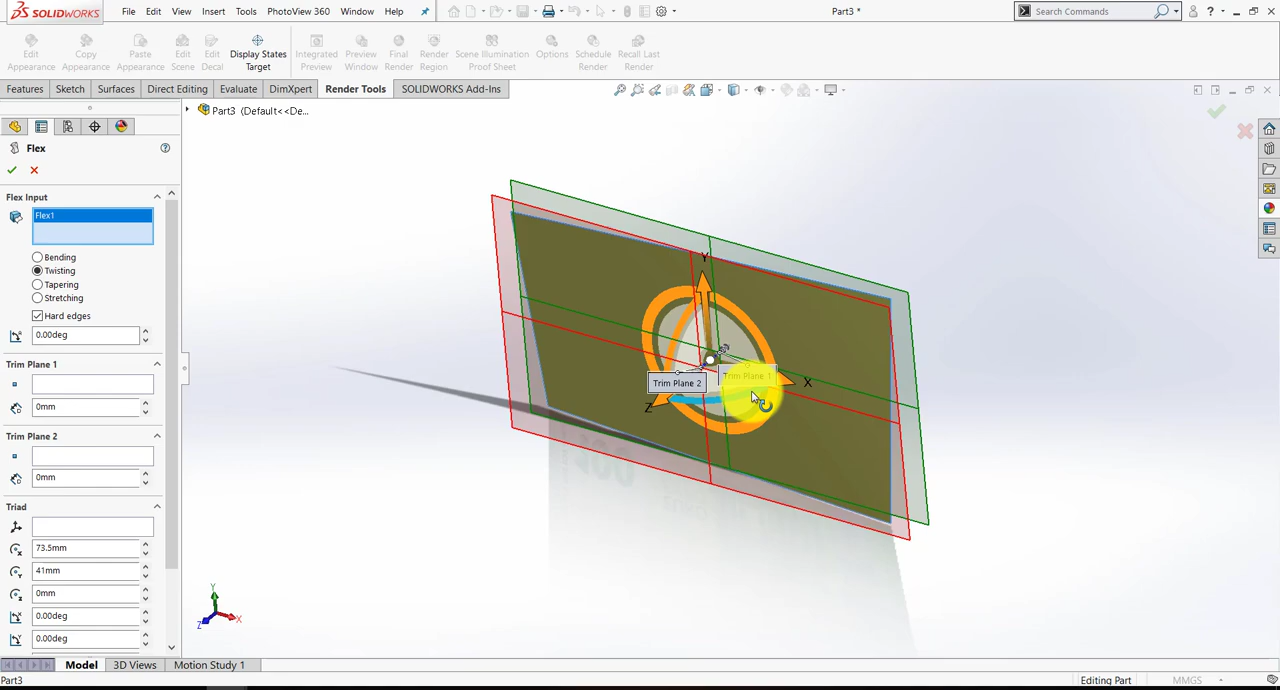 SOLIDWORKS
File Edit View Insert Tools PhotoView 360 Window Help
Part3 *
Search Commands
Edit Appearance
Copy Appearance
Paste Appearance
Edit Scene
Edit Decal
Display States Target
Integrated Preview
Preview Window
Final Render
Render Region
Scene Illumination Proof Sheet
Options
Schedule Render
Recall Last Render
Features Sketch Surfaces Direct Editing Evaluate DimXpert Render Tools SOLIDWORKS Add-Ins
Part3 (Default<<De...
Flex
Flex Input
Flex1
Bending
Twisting
Tapering
Stretching
Hard edges
0.00deg
Trim Plane 1
0mm
Trim Plane 2
0mm
Triad
73.5mm
41mm
0mm
0.00deg
0.00deg
Y
X
Z
Trim Plane 1
Trim Plane 2
Y
X
Z
Model 3D Views Motion Study 1
Part3
Editing Part
MMGS